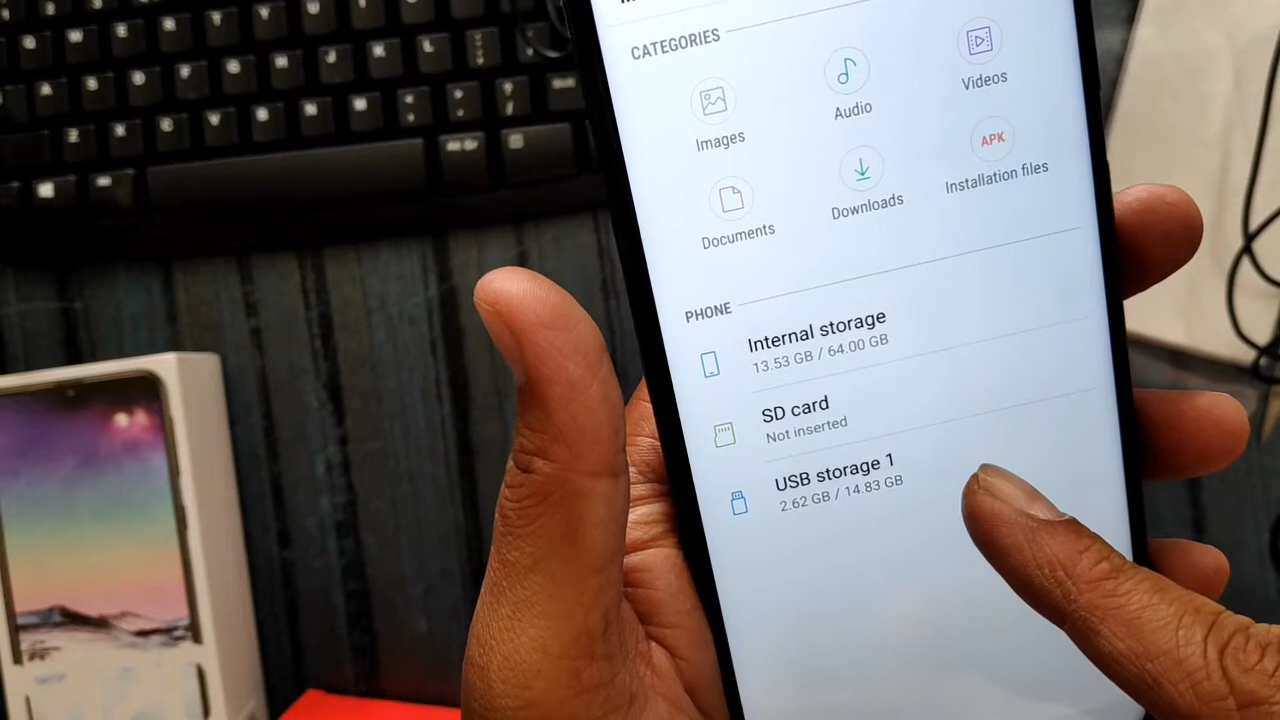 CATEGORIES
Images
Audio
Videos
Documents
Downloads
APK
Installation files
PHONE
Internal storage
13.53 GB / 64.00 GB
SD card
Not inserted
USB storage 1
2.62 GB / 14.83 GB